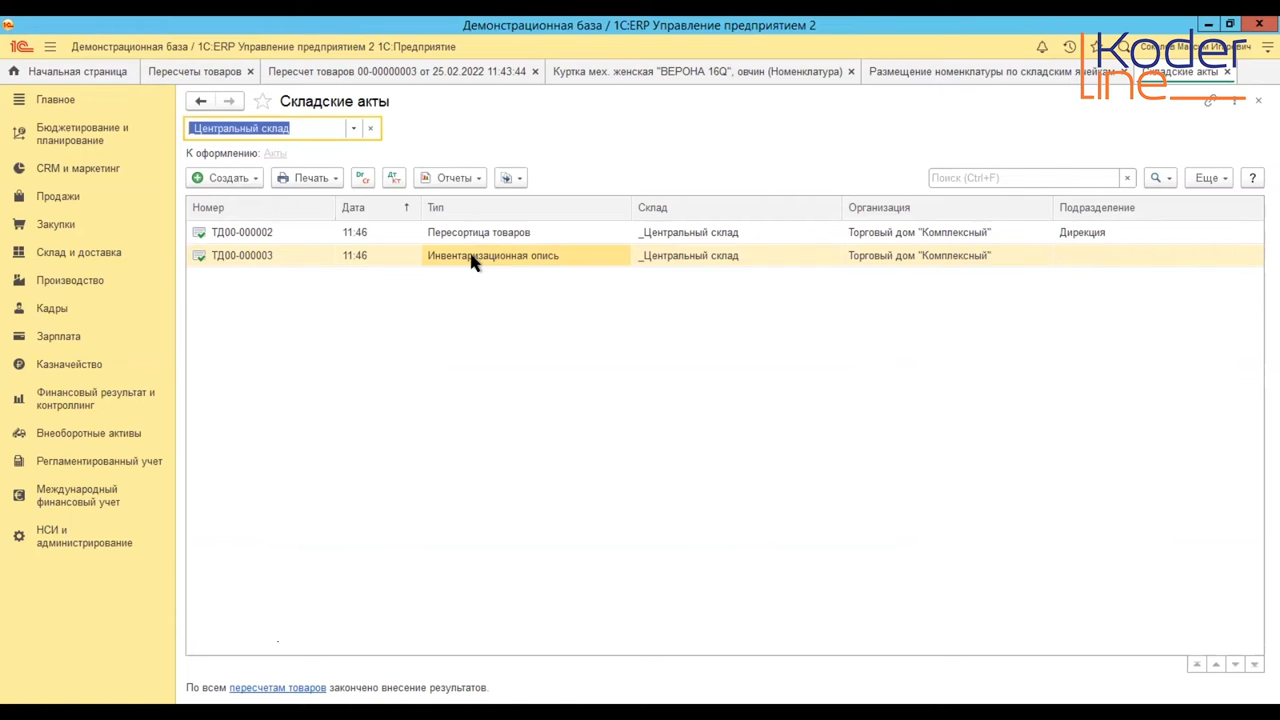 Демонстрационная база / 1С:ERP Управление предприятием 2
Демонстрационная база / 1С:ERP Управление предприятием 2 1С:Предприятие
Koder
Line
Начальная страница
Пересчеты товаров ×
Пересчет товаров 00-00000003 от 25.02.2022 11:43:44 ×
Куртка мех. женская "ВЕРОНА 16Q", овчин (Номенклатура) ×
Размещение номенклатуры по складским ячейкам
Складские акты ×
Главное
Бюджетирование и
планирование
CRM и маркетинг
Продажи
Закупки
Склад и доставка
Производство
Кадры
Зарплата
Казначейство
Финансовый результат и
контроллинг
Внеоборотные активы
Регламентированный учет
Международный
финансовый учет
НСИ и
администрирование
Складские акты
_Центральный склад
К оформлению: Акты
Создать Печать Dr Cr Дт Кт Отчеты Поиск (Ctrl+F) × Еще ?
Номер Дата Тип Склад Организация Подразделение
ТД00-000002 11:46 Пересортица товаров _Центральный склад Торговый дом "Комплексный" Дирекция
ТД00-000003 11:46 Инвентаризационная опись _Центральный склад Торговый дом "Комплексный"
По всем пересчетам товаров закончено внесение результатов.